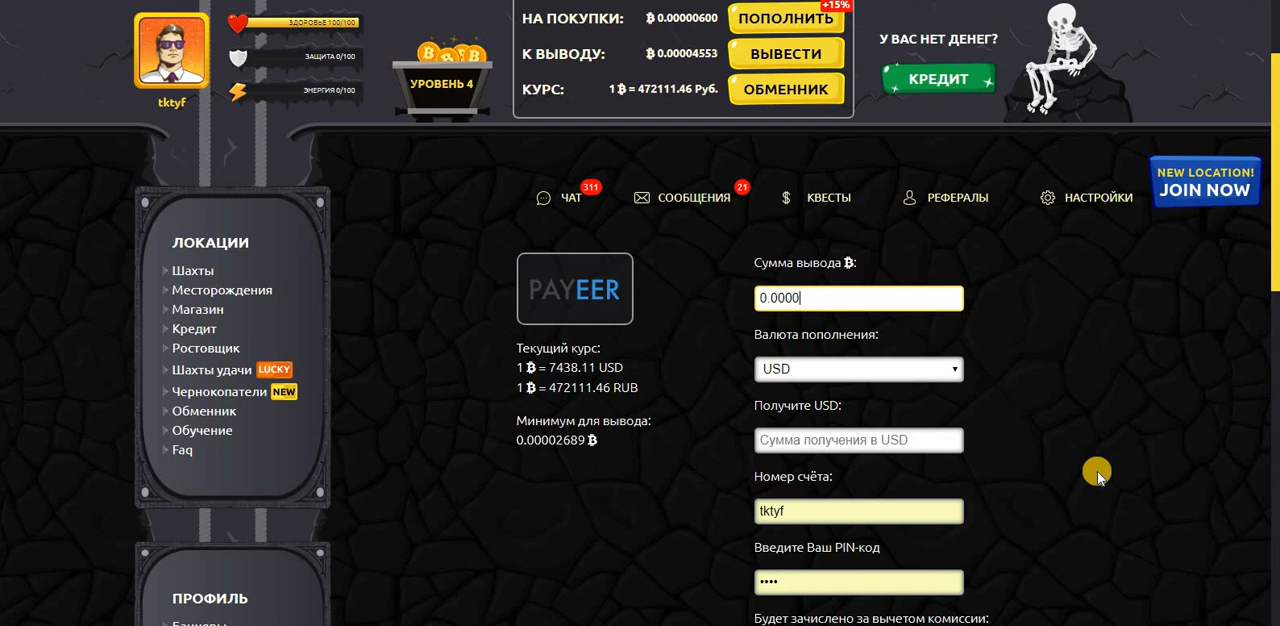 +15%
ЗДОРОВЬЕ 100/100
ЗАЩИТА 0/100
ЭНЕРГИЯ 0/100
tktyf
УРОВЕНЬ 4
НА ПОКУПКИ: ₿ 0.00000600 ПОПОЛНИТЬ
К ВЫВОДУ: ₿ 0.00004553 ВЫВЕСТИ
КУРС: 1 ₿ = 472111.46 Руб. ОБМЕННИК
У ВАС НЕТ ДЕНЕГ?
КРЕДИТ
ЧАТ 311 СООБЩЕНИЯ 21 $ КВЕСТЫ РЕФЕРАЛЫ НАСТРОЙКИ
NEW LOCATION!
JOIN NOW
ЛОКАЦИИ
Шахты
Месторождения
Магазин
Кредит
Ростовщик
Шахты удачи LUCKY
Чернокопатели NEW
Обменник
Обучение
Faq
ПРОФИЛЬ
PAYEER
Текущий курс:
1 ₿ = 7438.11 USD
1 ₿ = 472111.46 RUB
Минимум для вывода:
0.00002689 ₿
Сумма вывода ₿:
0.0000
Валюта пополнения:
USD
Получите USD:
Сумма получения в USD
Номер счёта:
tktyf
Введите Ваш PIN-код
••••
Будет зачислено за вычетом комиссии: